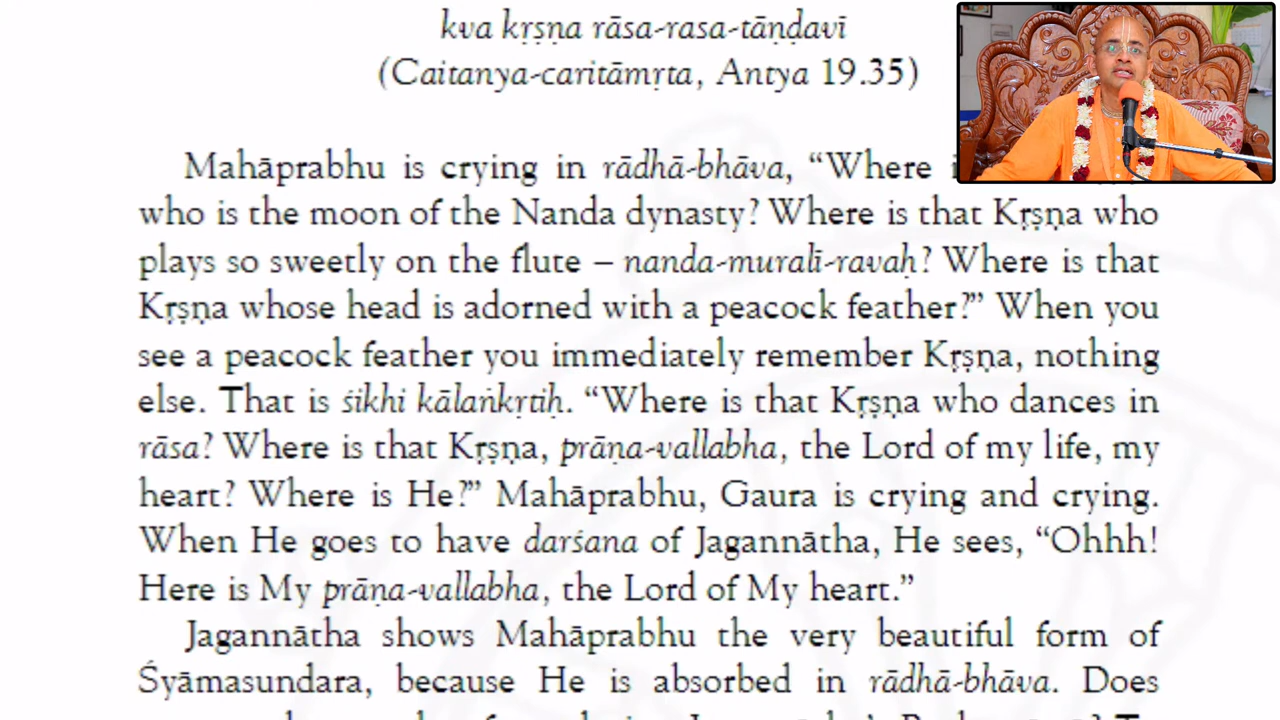 kva kṛṣṇa rāsa-rasa-tāṇḍavī
(Caitanya-caritāmṛta, Antya 19.35)
Mahāprabhu is crying in rādhā-bhāva, “Where
who is the moon of the Nanda dynasty? Where is that Kṛṣṇa who
plays so sweetly on the flute – nanda-muralī-ravaḥ? Where is that
Kṛṣṇa whose head is adorned with a peacock feather?” When you
see a peacock feather you immediately remember Kṛṣṇa, nothing
else. That is śikhi kālaṅkṛtiḥ. “Where is that Kṛṣṇa who dances in
rāsa? Where is that Kṛṣṇa, prāṇa-vallabha, the Lord of my life, my
heart? Where is He?” Mahāprabhu, Gaura is crying and crying.
When He goes to have darśana of Jagannātha, He sees, “Ohhh!
Here is My prāṇa-vallabha, the Lord of My heart.”
Jagannātha shows Mahāprabhu the very beautiful form of
Śyāmasundara, because He is absorbed in rādhā-bhāva. Does